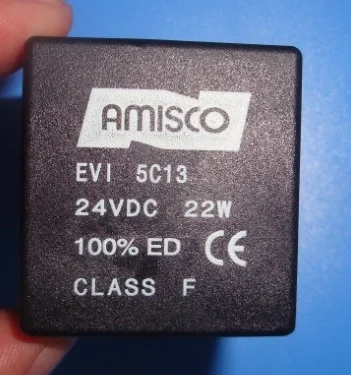 AMISCO
EVI 5C13
24VDC 22W
100% ED CE
CLASS F